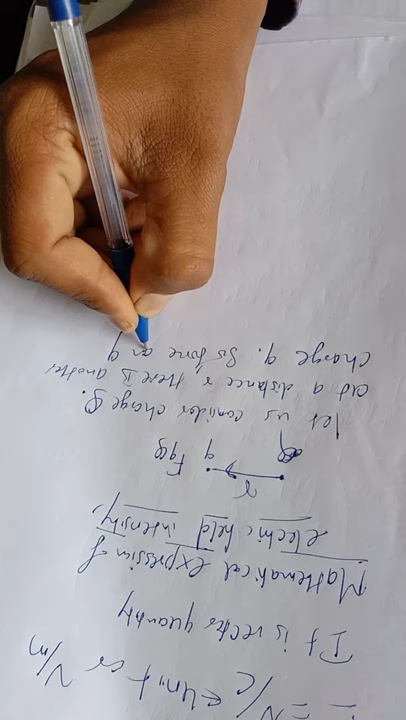 = N/C unit or V/m
It is vector quantity
Mathematical expression of
electric field intensity,
r
Q q FqQ
let us consider charge Q.
at a distance r there is another
charge q. So force on q